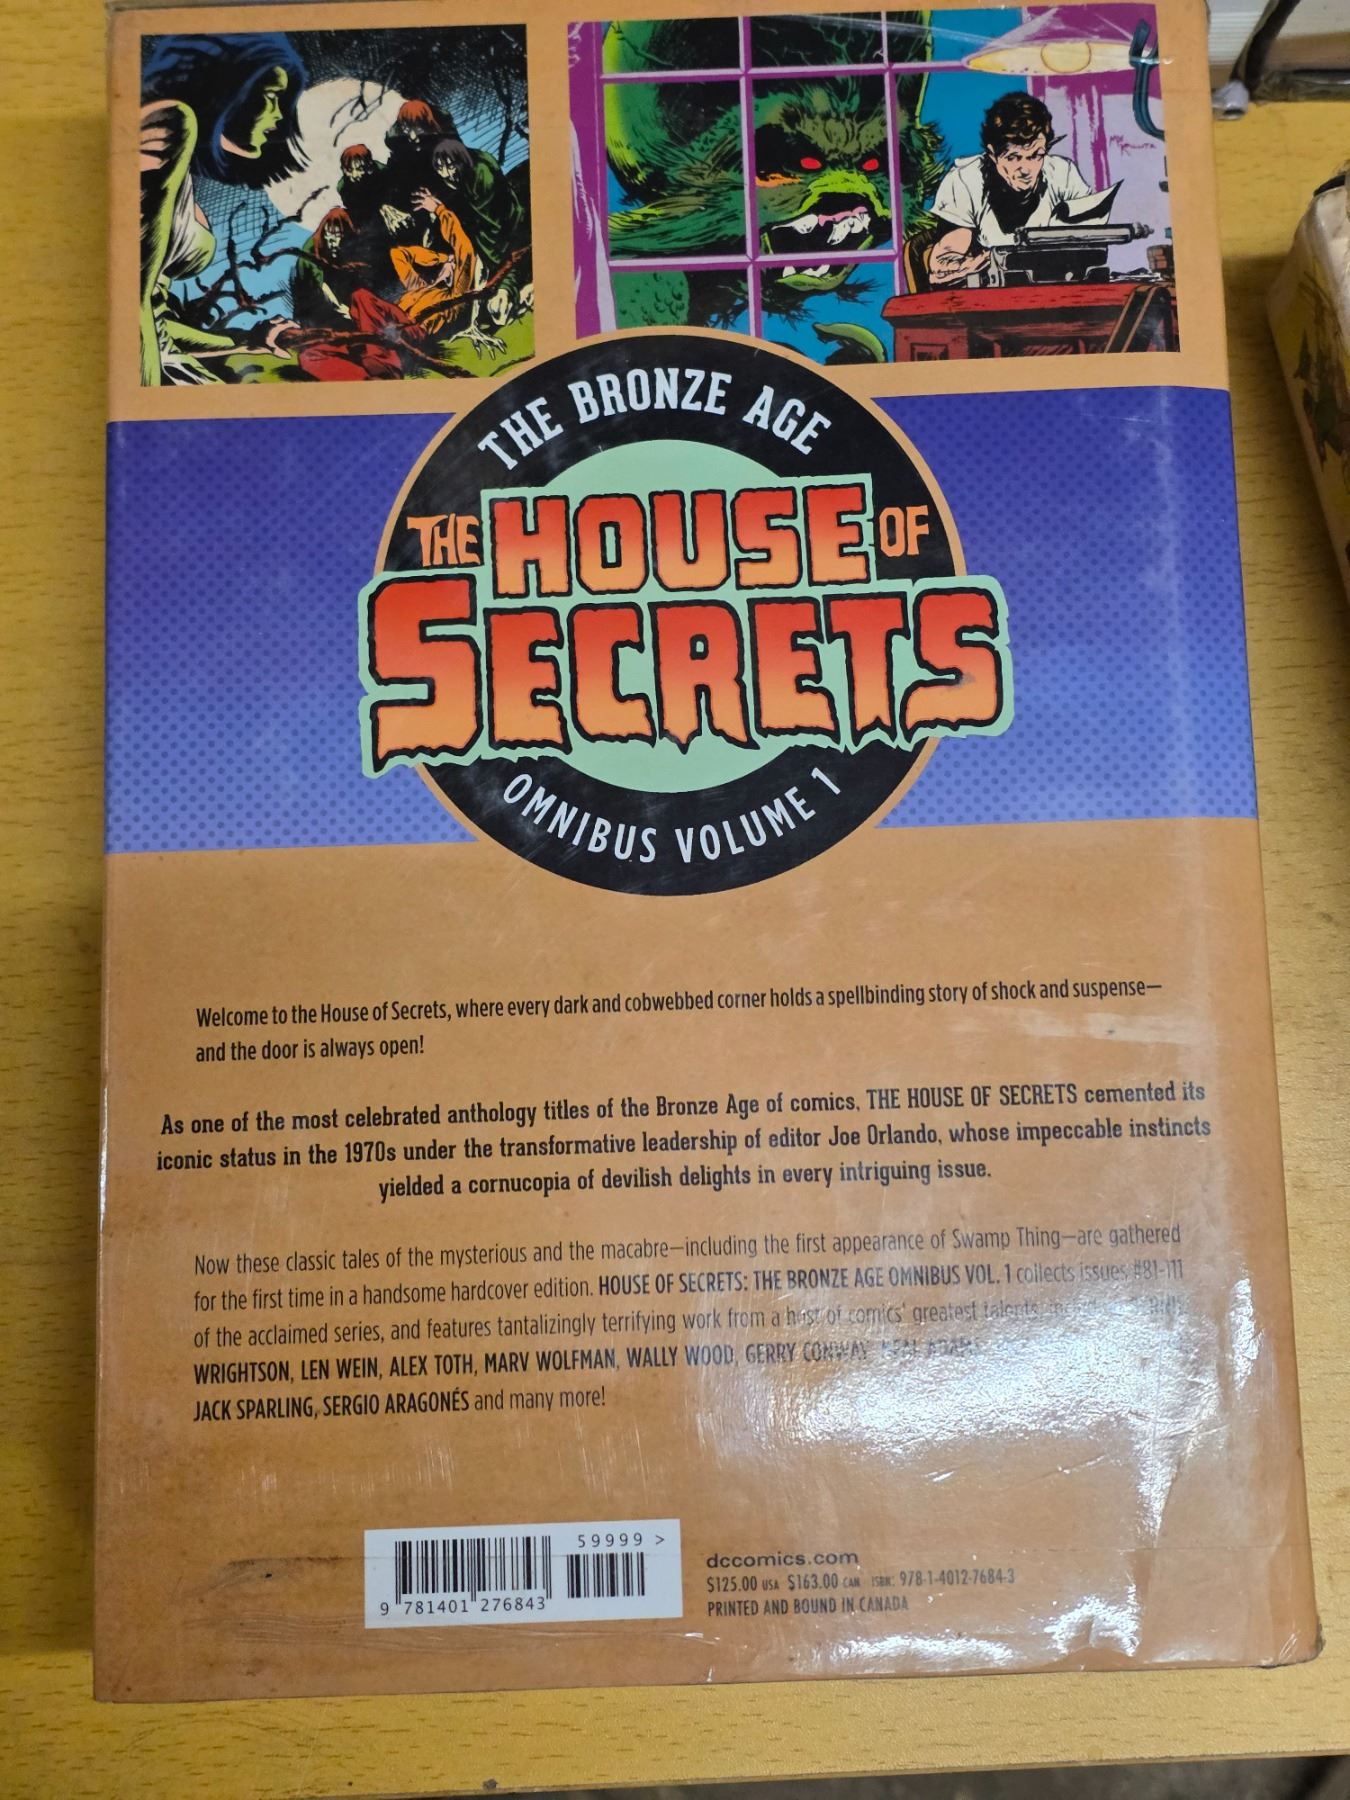 MW
KALUTA
THE BRONZE AGE
THE HOUSE OF
SECRETS
OMNIBUS VOLUME 1
Welcome to the House of Secrets, where every dark and cobwebbed corner holds a spellbinding story of shock and suspense—
and the door is always open!
As one of the most celebrated anthology titles of the Bronze Age of comics, THE HOUSE OF SECRETS cemented its
iconic status in the 1970s under the transformative leadership of editor Joe Orlando, whose impeccable instincts
yielded a cornucopia of devilish delights in every intriguing issue.
Now these classic tales of the mysterious and the macabre—including the first appearance of Swamp Thing—are gathered
for the first time in a handsome hardcover edition. HOUSE OF SECRETS: THE BRONZE AGE OMNIBUS VOL. 1 collects issues #81-111
of the acclaimed series, and features tantalizingly terrifying work from a host of comics' greatest talents, including
WRIGHTSON, LEN WEIN, ALEX TOTH, MARV WOLFMAN, WALLY WOOD, GERRY CONWAY, NEAL ADAMS,
JACK SPARLING, SERGIO ARAGONÉS and many more!
59999 >
9 781401 276843
dccomics.com
$125.00 USA $163.00 CAN ISBN: 978-1-4012-7684-3
PRINTED AND BOUND IN CANADA